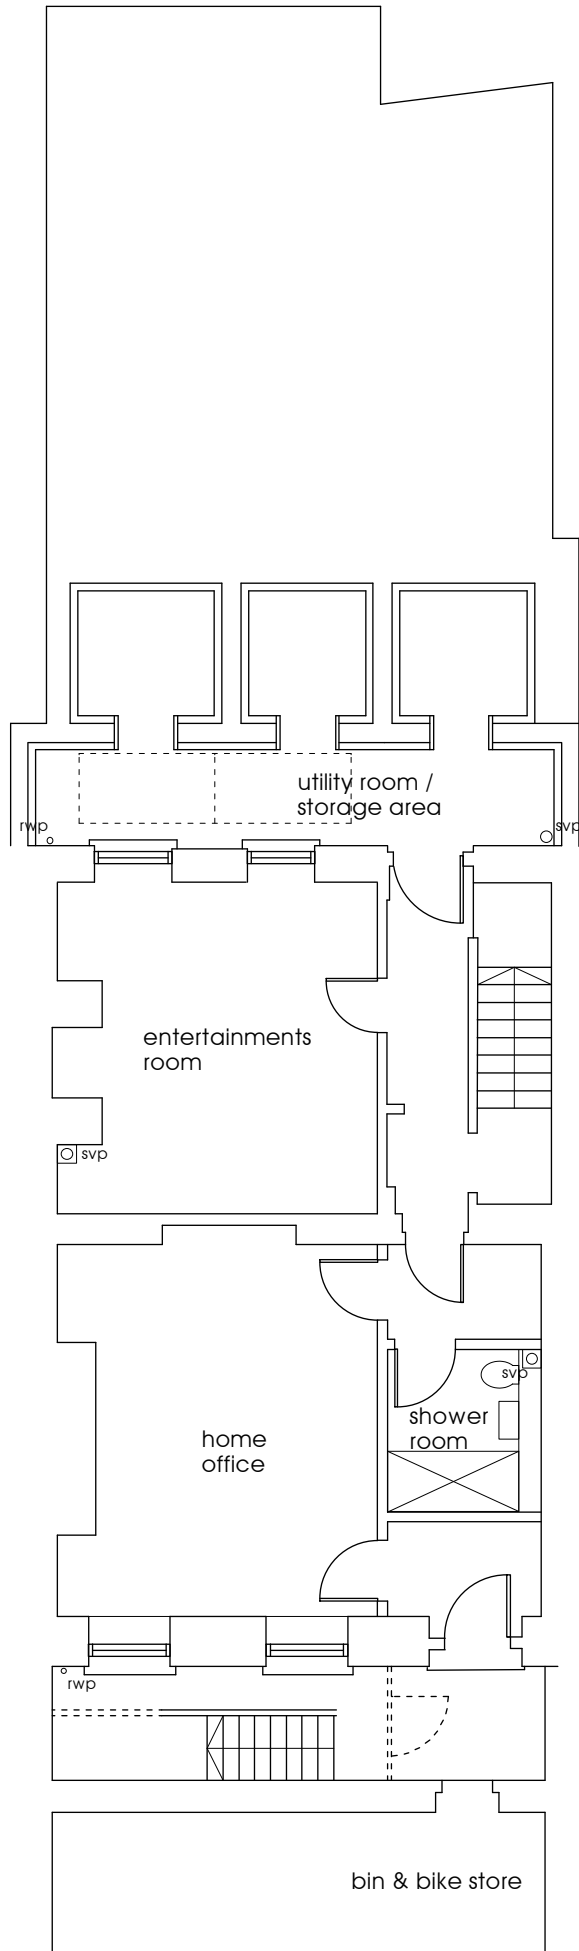 utility room /
storage area
rwp
svp
entertainments
room
svp
svp
shower
room
home
office
rwp
bin & bike store